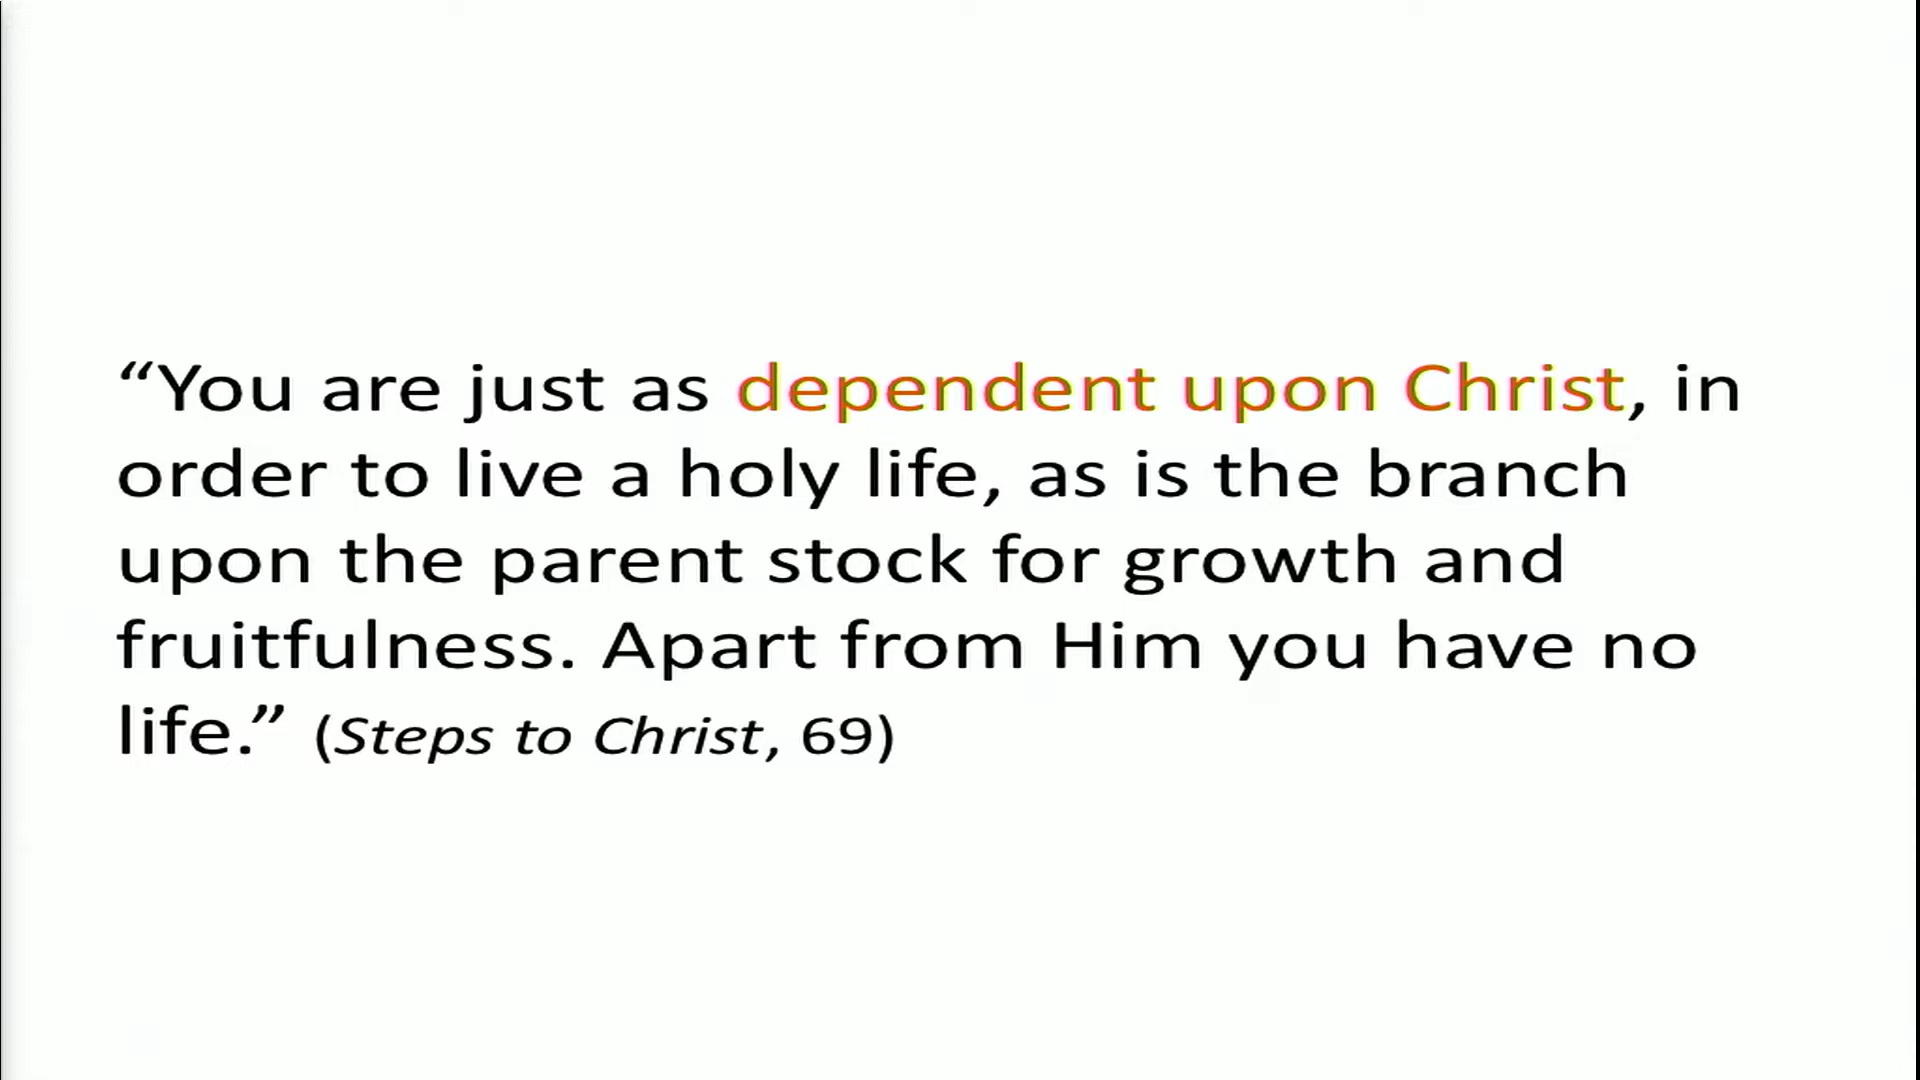 “You are just as dependent upon Christ, in
order to live a holy life, as is the branch
upon the parent stock for growth and
fruitfulness. Apart from Him you have no
life.” (Steps to Christ, 69)